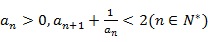 aₙ > 0, aₙ₊₁ + 1/aₙ < 2(n ∈ N*)